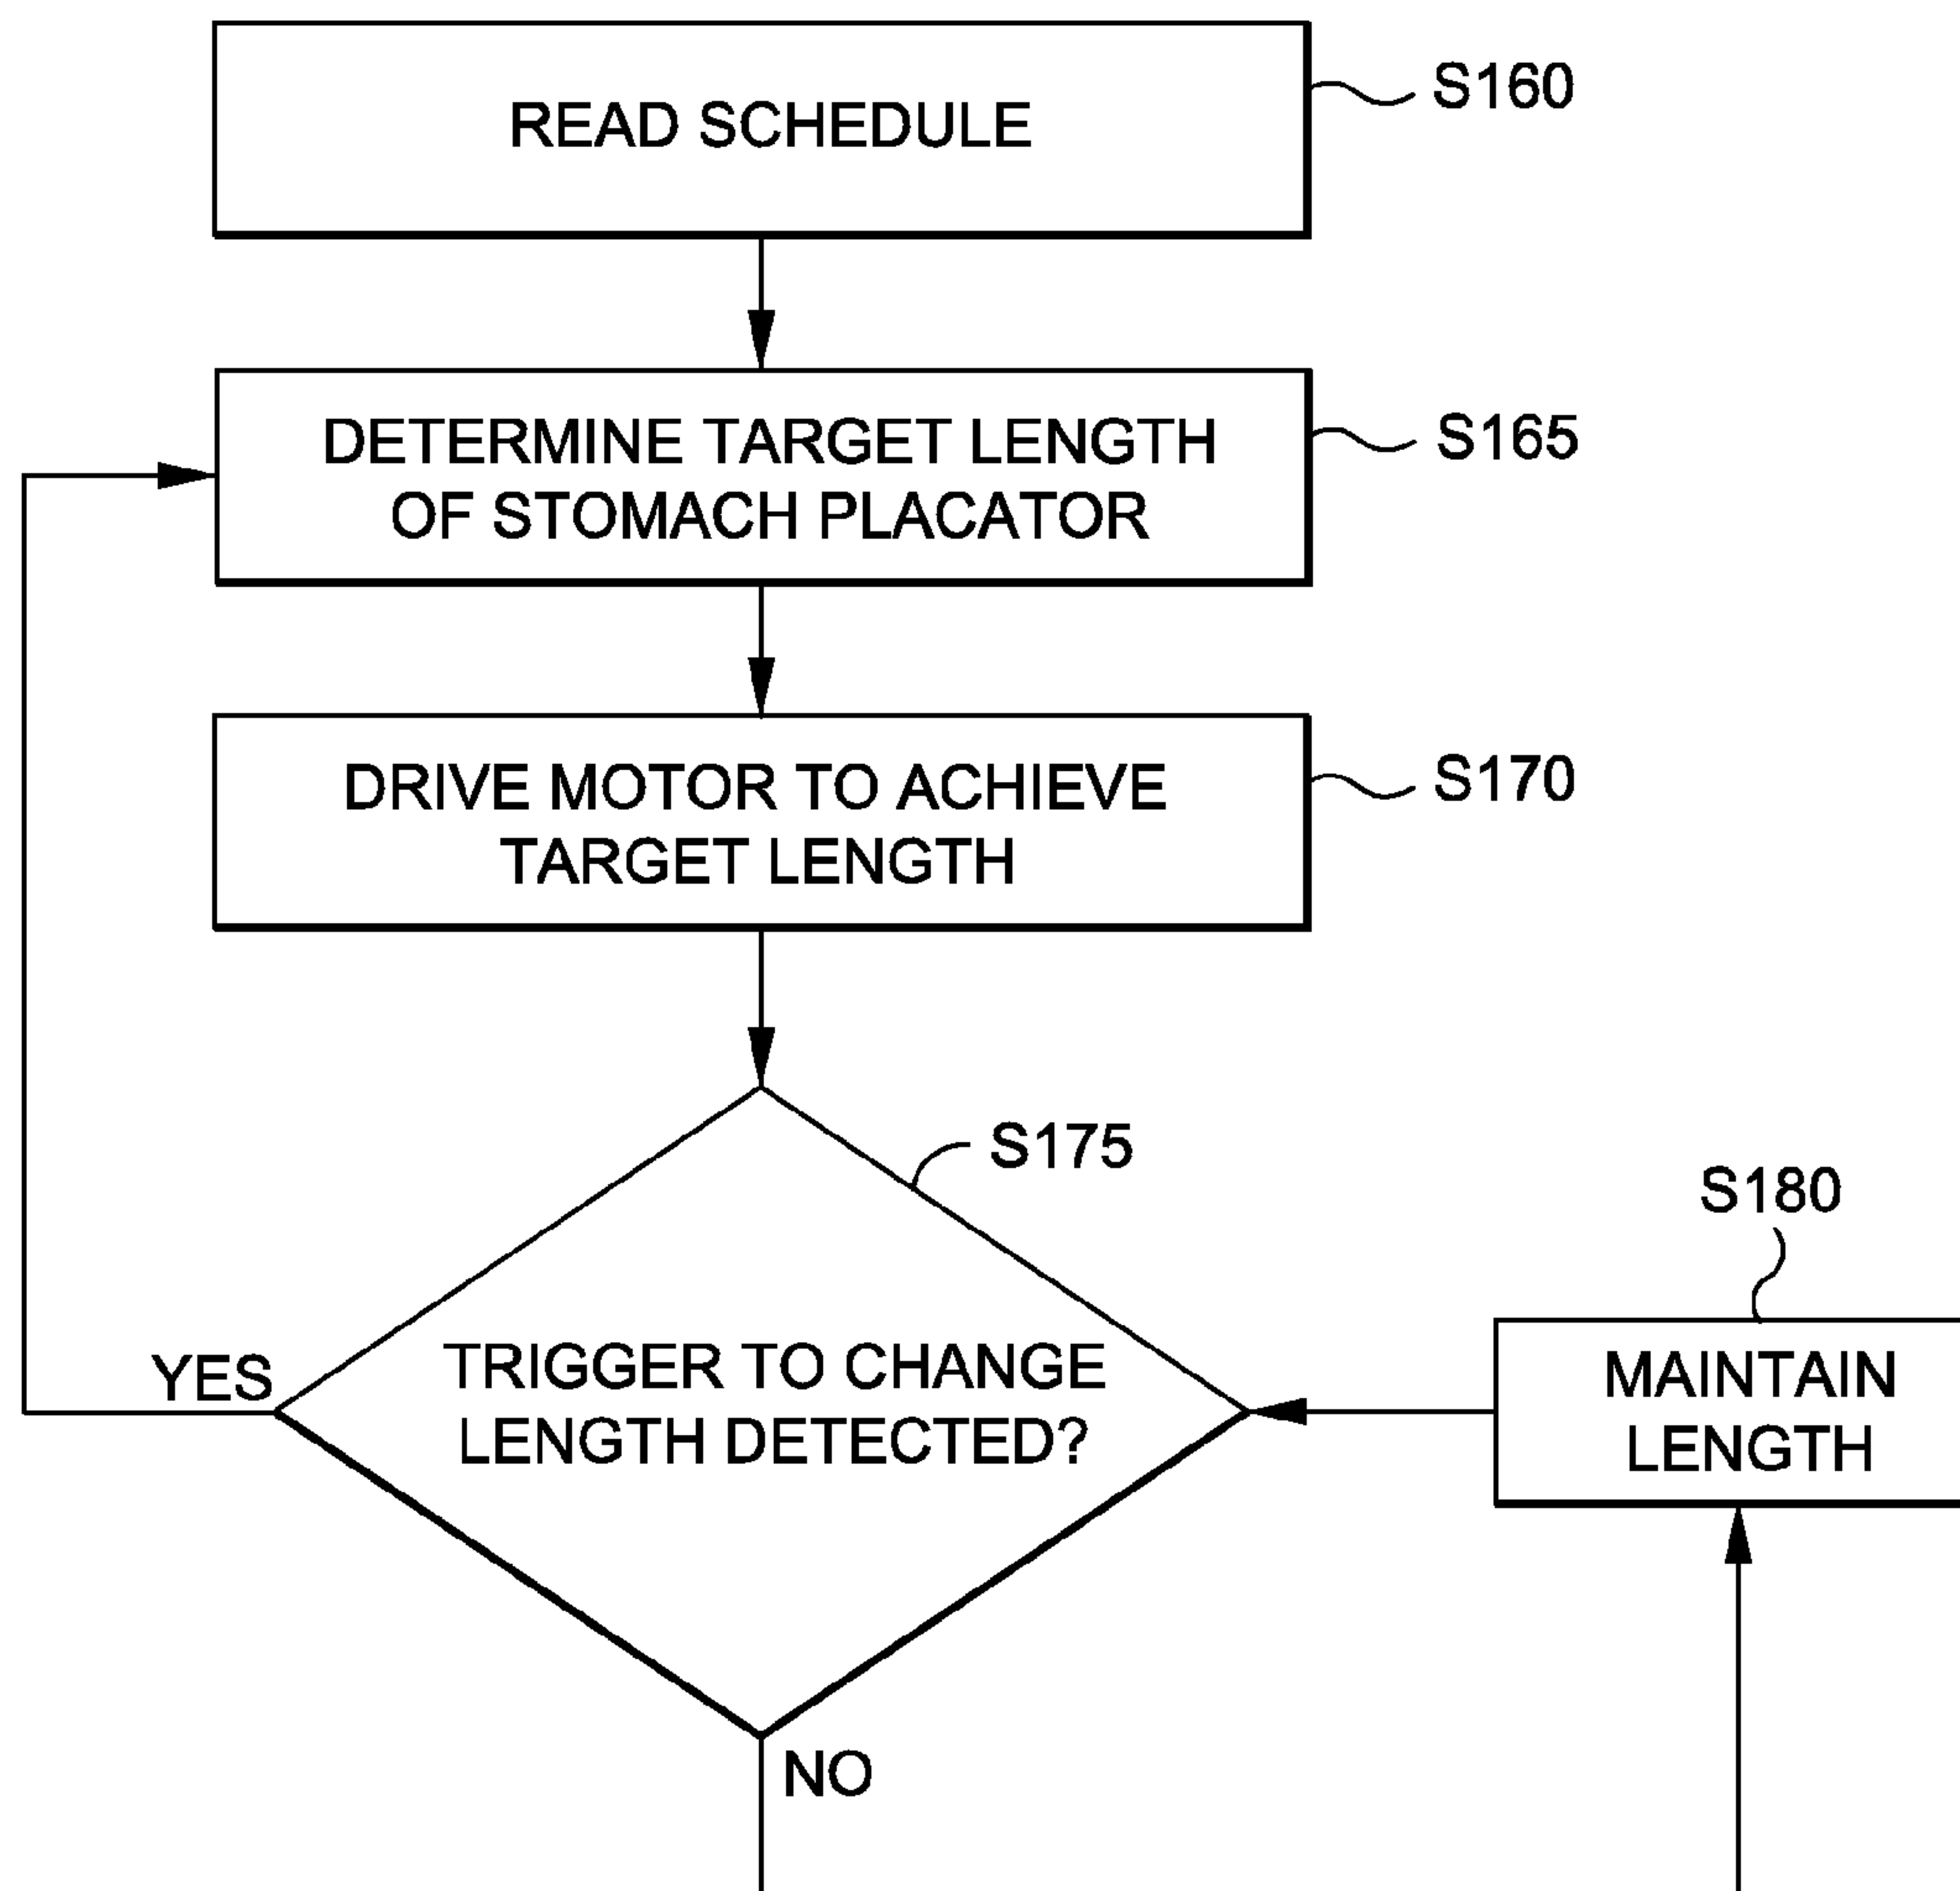 READ SCHEDULE
S160
DETERMINE TARGET LENGTH
OF STOMACH PLACATOR
S165
DRIVE MOTOR TO ACHIEVE
TARGET LENGTH
S170
S175
TRIGGER TO CHANGE
LENGTH DETECTED?
YES
NO
S180
MAINTAIN
LENGTH